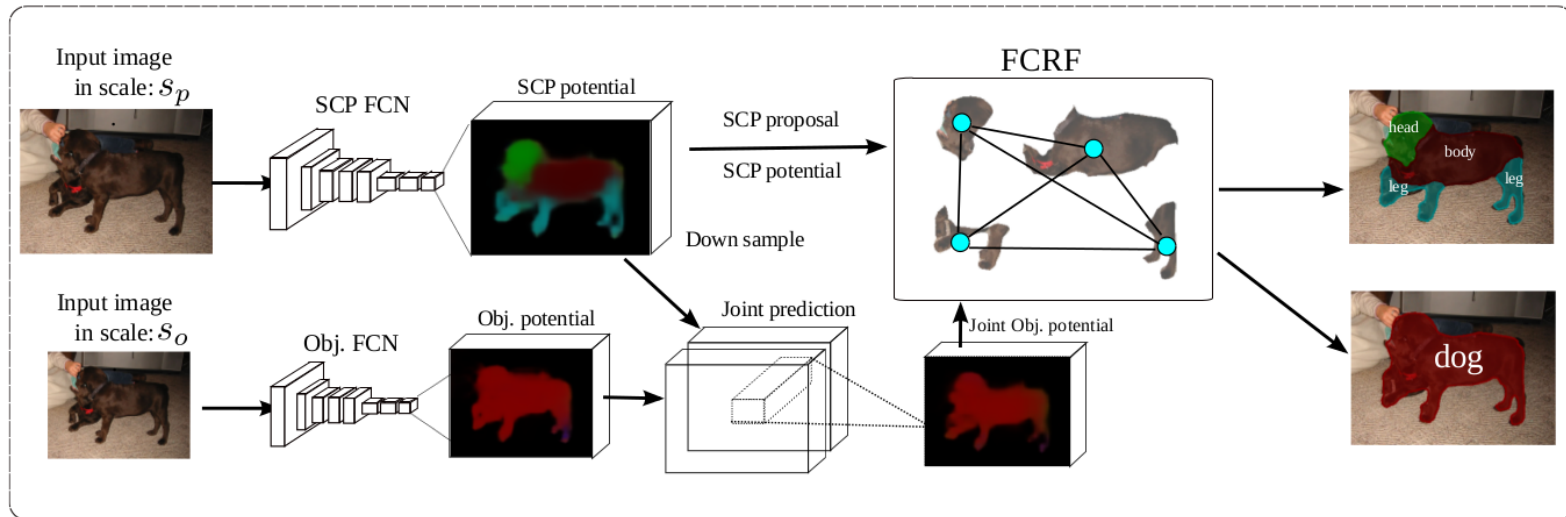 Input image
in scale: s_p
SCP FCN
SCP potential
SCP proposal
SCP potential
FCRF
head
body
leg
leg
Down sample
Input image
in scale: s_o
Obj. FCN
Obj. potential
Joint prediction
Joint Obj. potential
dog